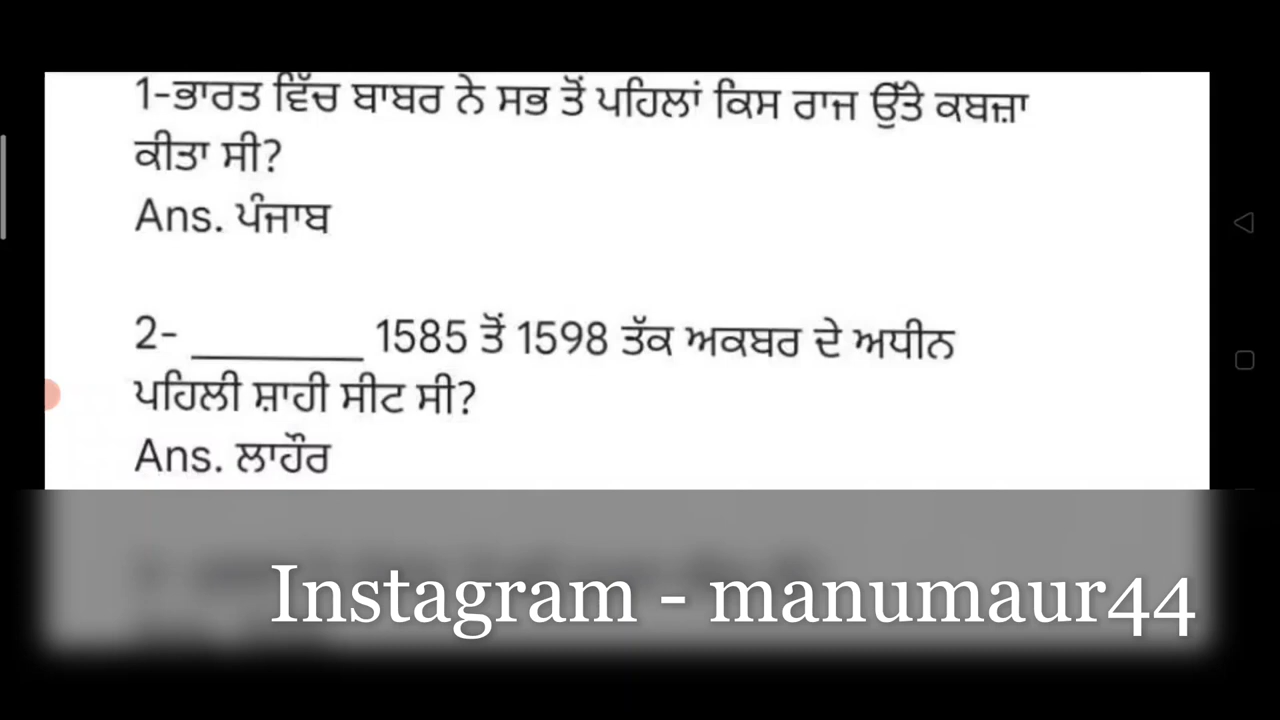 1-ਭਾਰਤ ਵਿੱਚ ਬਾਬਰ ਨੇ ਸਭ ਤੋਂ ਪਹਿਲਾਂ ਕਿਸ ਰਾਜ ਉੱਤੇ ਕਬਜ਼ਾ
ਕੀਤਾ ਸੀ?
Ans. ਪੰਜਾਬ
2- ________ 1585 ਤੋਂ 1598 ਤੱਕ ਅਕਬਰ ਦੇ ਅਧੀਨ
ਪਹਿਲੀ ਸ਼ਾਹੀ ਸੀਟ ਸੀ?
Ans. ਲਾਹੌਰ
Instagram - manumaur44